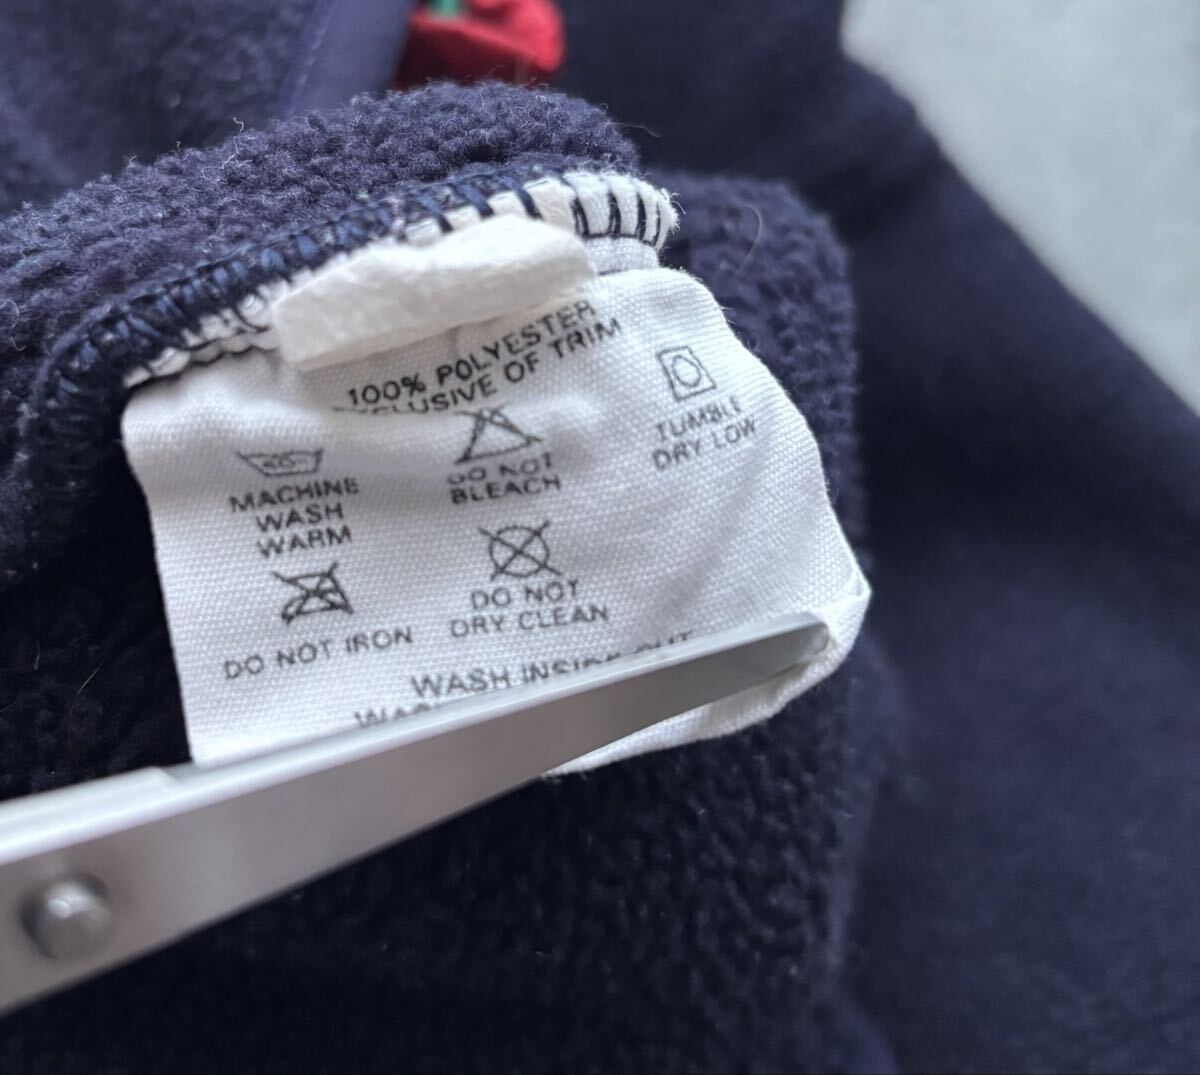 100% POLYESTER
EXCLUSIVE OF TRIM
MACHINE
WASH
WARM
DO NOT
BLEACH
TUMBLE
DRY LOW
DO NOT IRON
DO NOT
DRY CLEAN
WASH INSIDE OUT